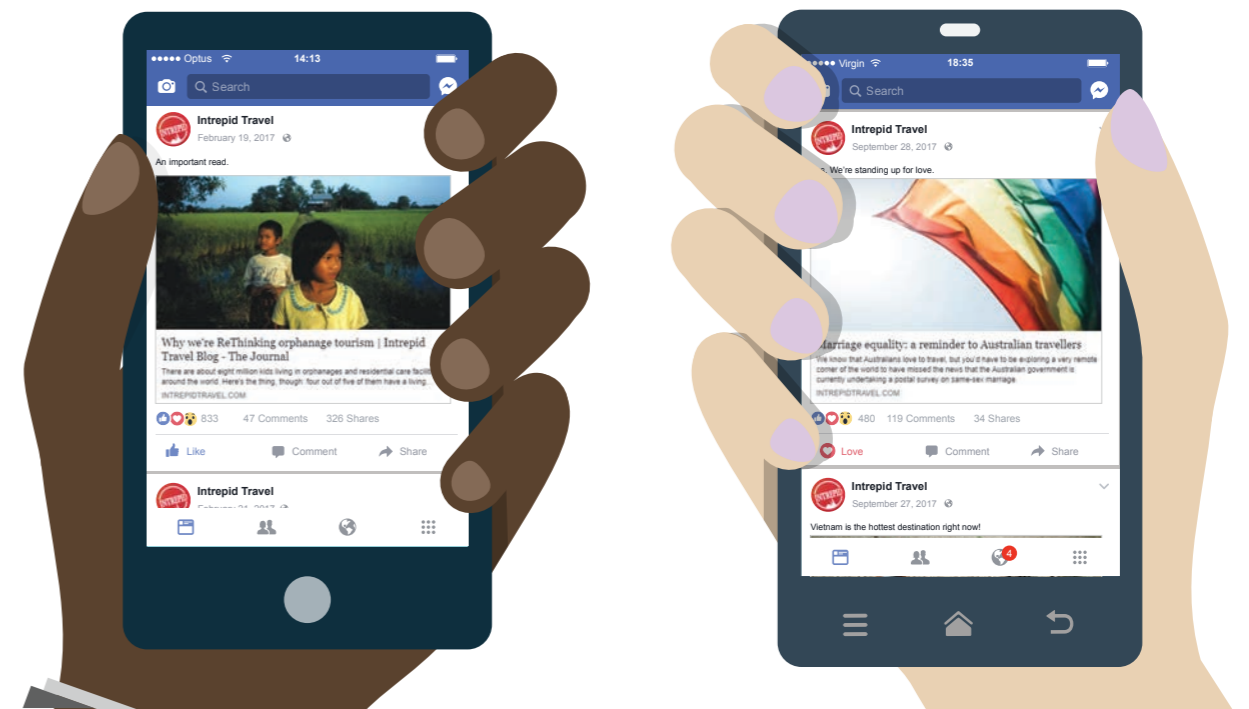 Optus 14:13
Search
INTREPID
Intrepid Travel
February 19, 2017
An important read.
Why we're ReThinking orphanage tourism | Intrepid
Travel Blog - The Journal
There are about eight million kids living in orphanages and residential care
around the world. Here's the thing, though: four out of five of them have a living
INTREPIDTRAVEL.COM
833 47 Comments 326 Shares
Like Comment Share
INTREPID
Intrepid Travel
Virgin 18:35
Search
INTREPID
Intrepid Travel
September 28, 2017
We're standing up for love.
Marriage equality: a reminder to Australian travellers
We know that Australians love to travel, but you'd have to be exploring a very remote
corner of the world to have missed the news that the Australian government is
currently undertaking a postal survey on same-sex marriage.
INTREPIDTRAVEL.COM
480 119 Comments 34 Shares
Love Comment Share
INTREPID
Intrepid Travel
September 27, 2017
Vietnam is the hottest destination right now!
4